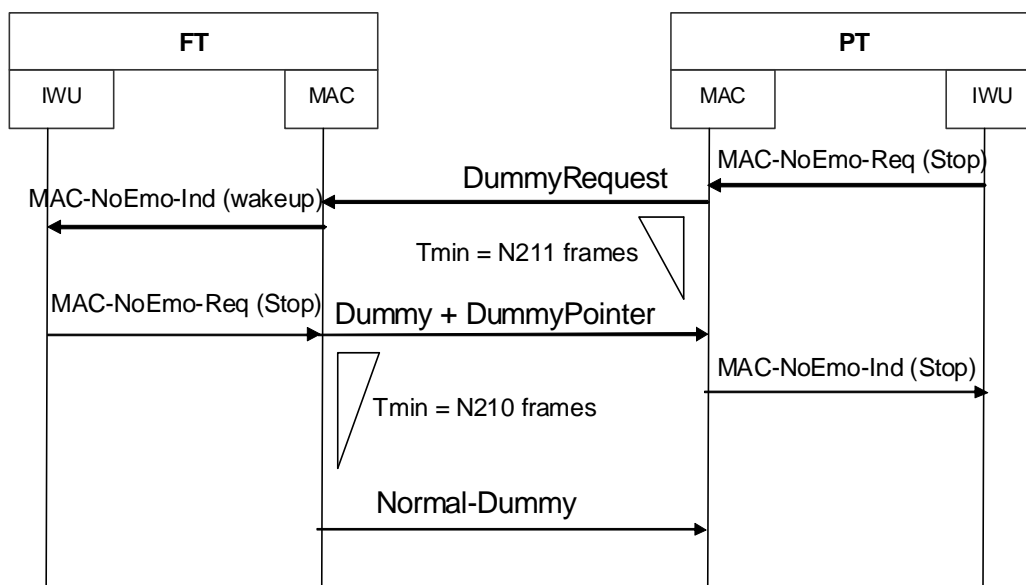 FT
PT
IWU
MAC
MAC
IWU
MAC-NoEmo-Req (Stop)
DummyRequest
MAC-NoEmo-Ind (wakeup)
Tmin = N211 frames
MAC-NoEmo-Req (Stop)
Dummy + DummyPointer
MAC-NoEmo-Ind (Stop)
Tmin = N210 frames
Normal-Dummy